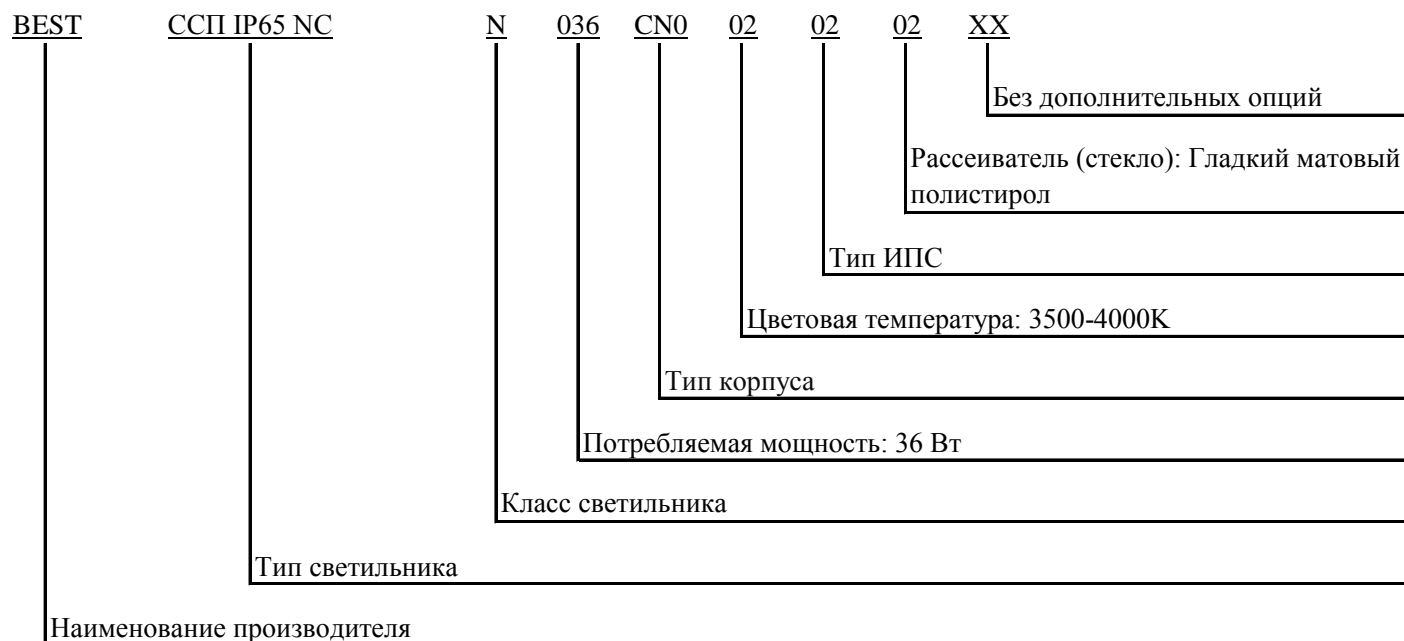 BEST ССП IP65 NC N 036 CN0 02 02 02 XX
Без дополнительных опций
Рассеиватель (стекло): Гладкий матовый
полистирол
Тип ИПС
Цветовая температура: 3500-4000K
Тип корпуса
Потребляемая мощность: 36 Вт
Класс светильника
Тип светильника
Наименование производителя